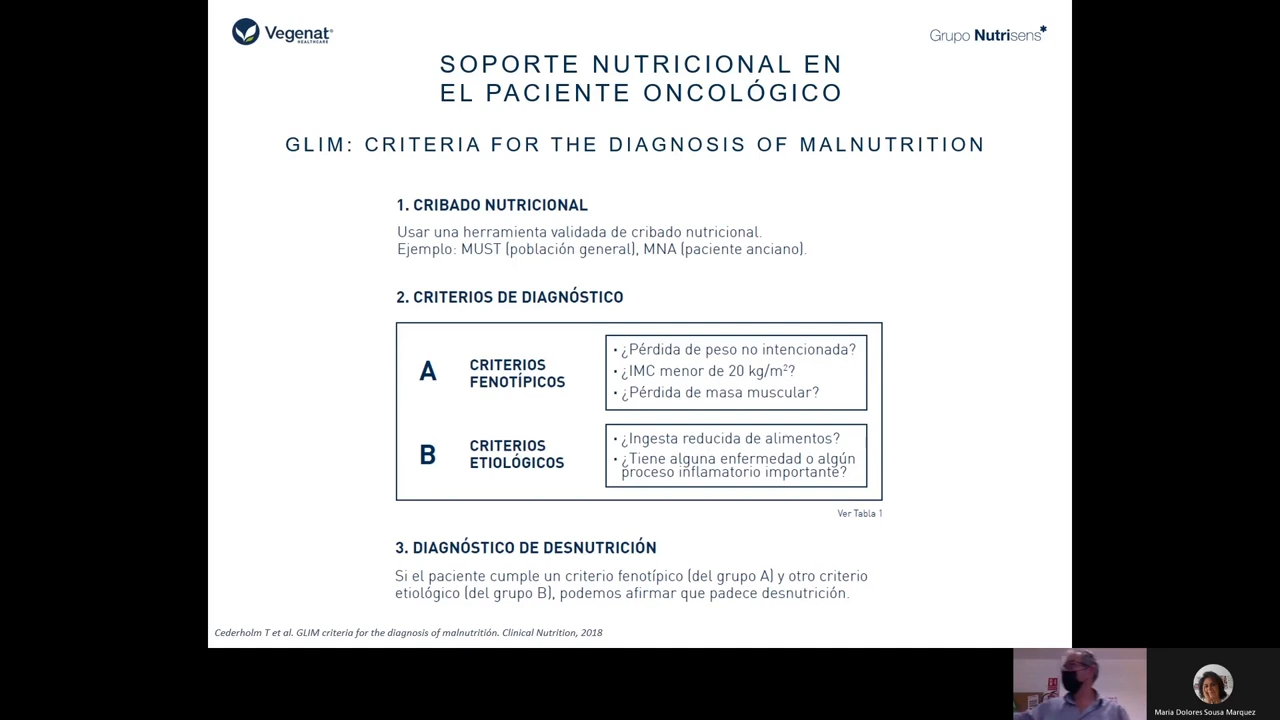 Vegenat®
HEALTHCARE
Grupo Nutrisens*
SOPORTE NUTRICIONAL EN
EL PACIENTE ONCOLÓGICO
GLIM: CRITERIA FOR THE DIAGNOSIS OF MALNUTRITION
1. CRIBADO NUTRICIONAL
Usar una herramienta validada de cribado nutricional.
Ejemplo: MUST (población general), MNA (paciente anciano).
2. CRITERIOS DE DIAGNÓSTICO
A CRITERIOS
FENOTÍPICOS
• ¿Pérdida de peso no intencionada?
• ¿IMC menor de 20 kg/m²?
• ¿Pérdida de masa muscular?
B CRITERIOS
ETIOLÓGICOS
• ¿Ingesta reducida de alimentos?
• ¿Tiene alguna enfermedad o algún
proceso inflamatorio importante?
Ver Tabla 1
3. DIAGNÓSTICO DE DESNUTRICIÓN
Si el paciente cumple un criterio fenotípico (del grupo A) y otro criterio
etiológico (del grupo B), podemos afirmar que padece desnutrición.
Cederholm T et al. GLIM criteria for the diagnosis of malnutritión. Clinical Nutrition, 2018
Maria Dolores Sousa Marquez